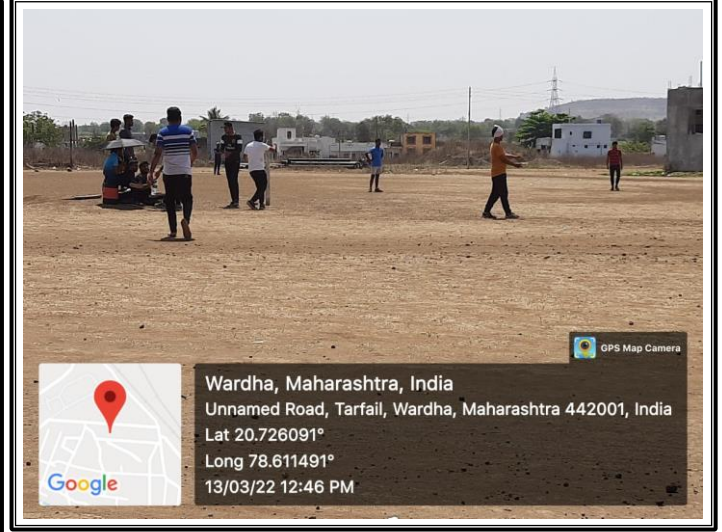 GPS Map Camera
Wardha, Maharashtra, India
Unnamed Road, Tarfail, Wardha, Maharashtra 442001, India
Lat 20.726091°
Long 78.611491°
13/03/22 12:46 PM
Google